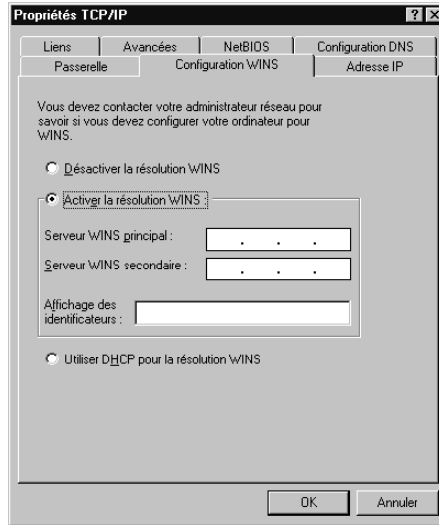 Propriétés TCP/IP
Liens Avancées NetBIOS Configuration DNS
Passerelle Configuration WINS Adresse IP
Vous devez contacter votre administrateur réseau pour
savoir si vous devez configurer votre ordinateur pour
WINS.
Désactiver la résolution WINS
Activer la résolution WINS :
Serveur WINS principal :
Serveur WINS secondaire :
Affichage des
identificateurs :
Utiliser DHCP pour la résolution WINS
OK Annuler